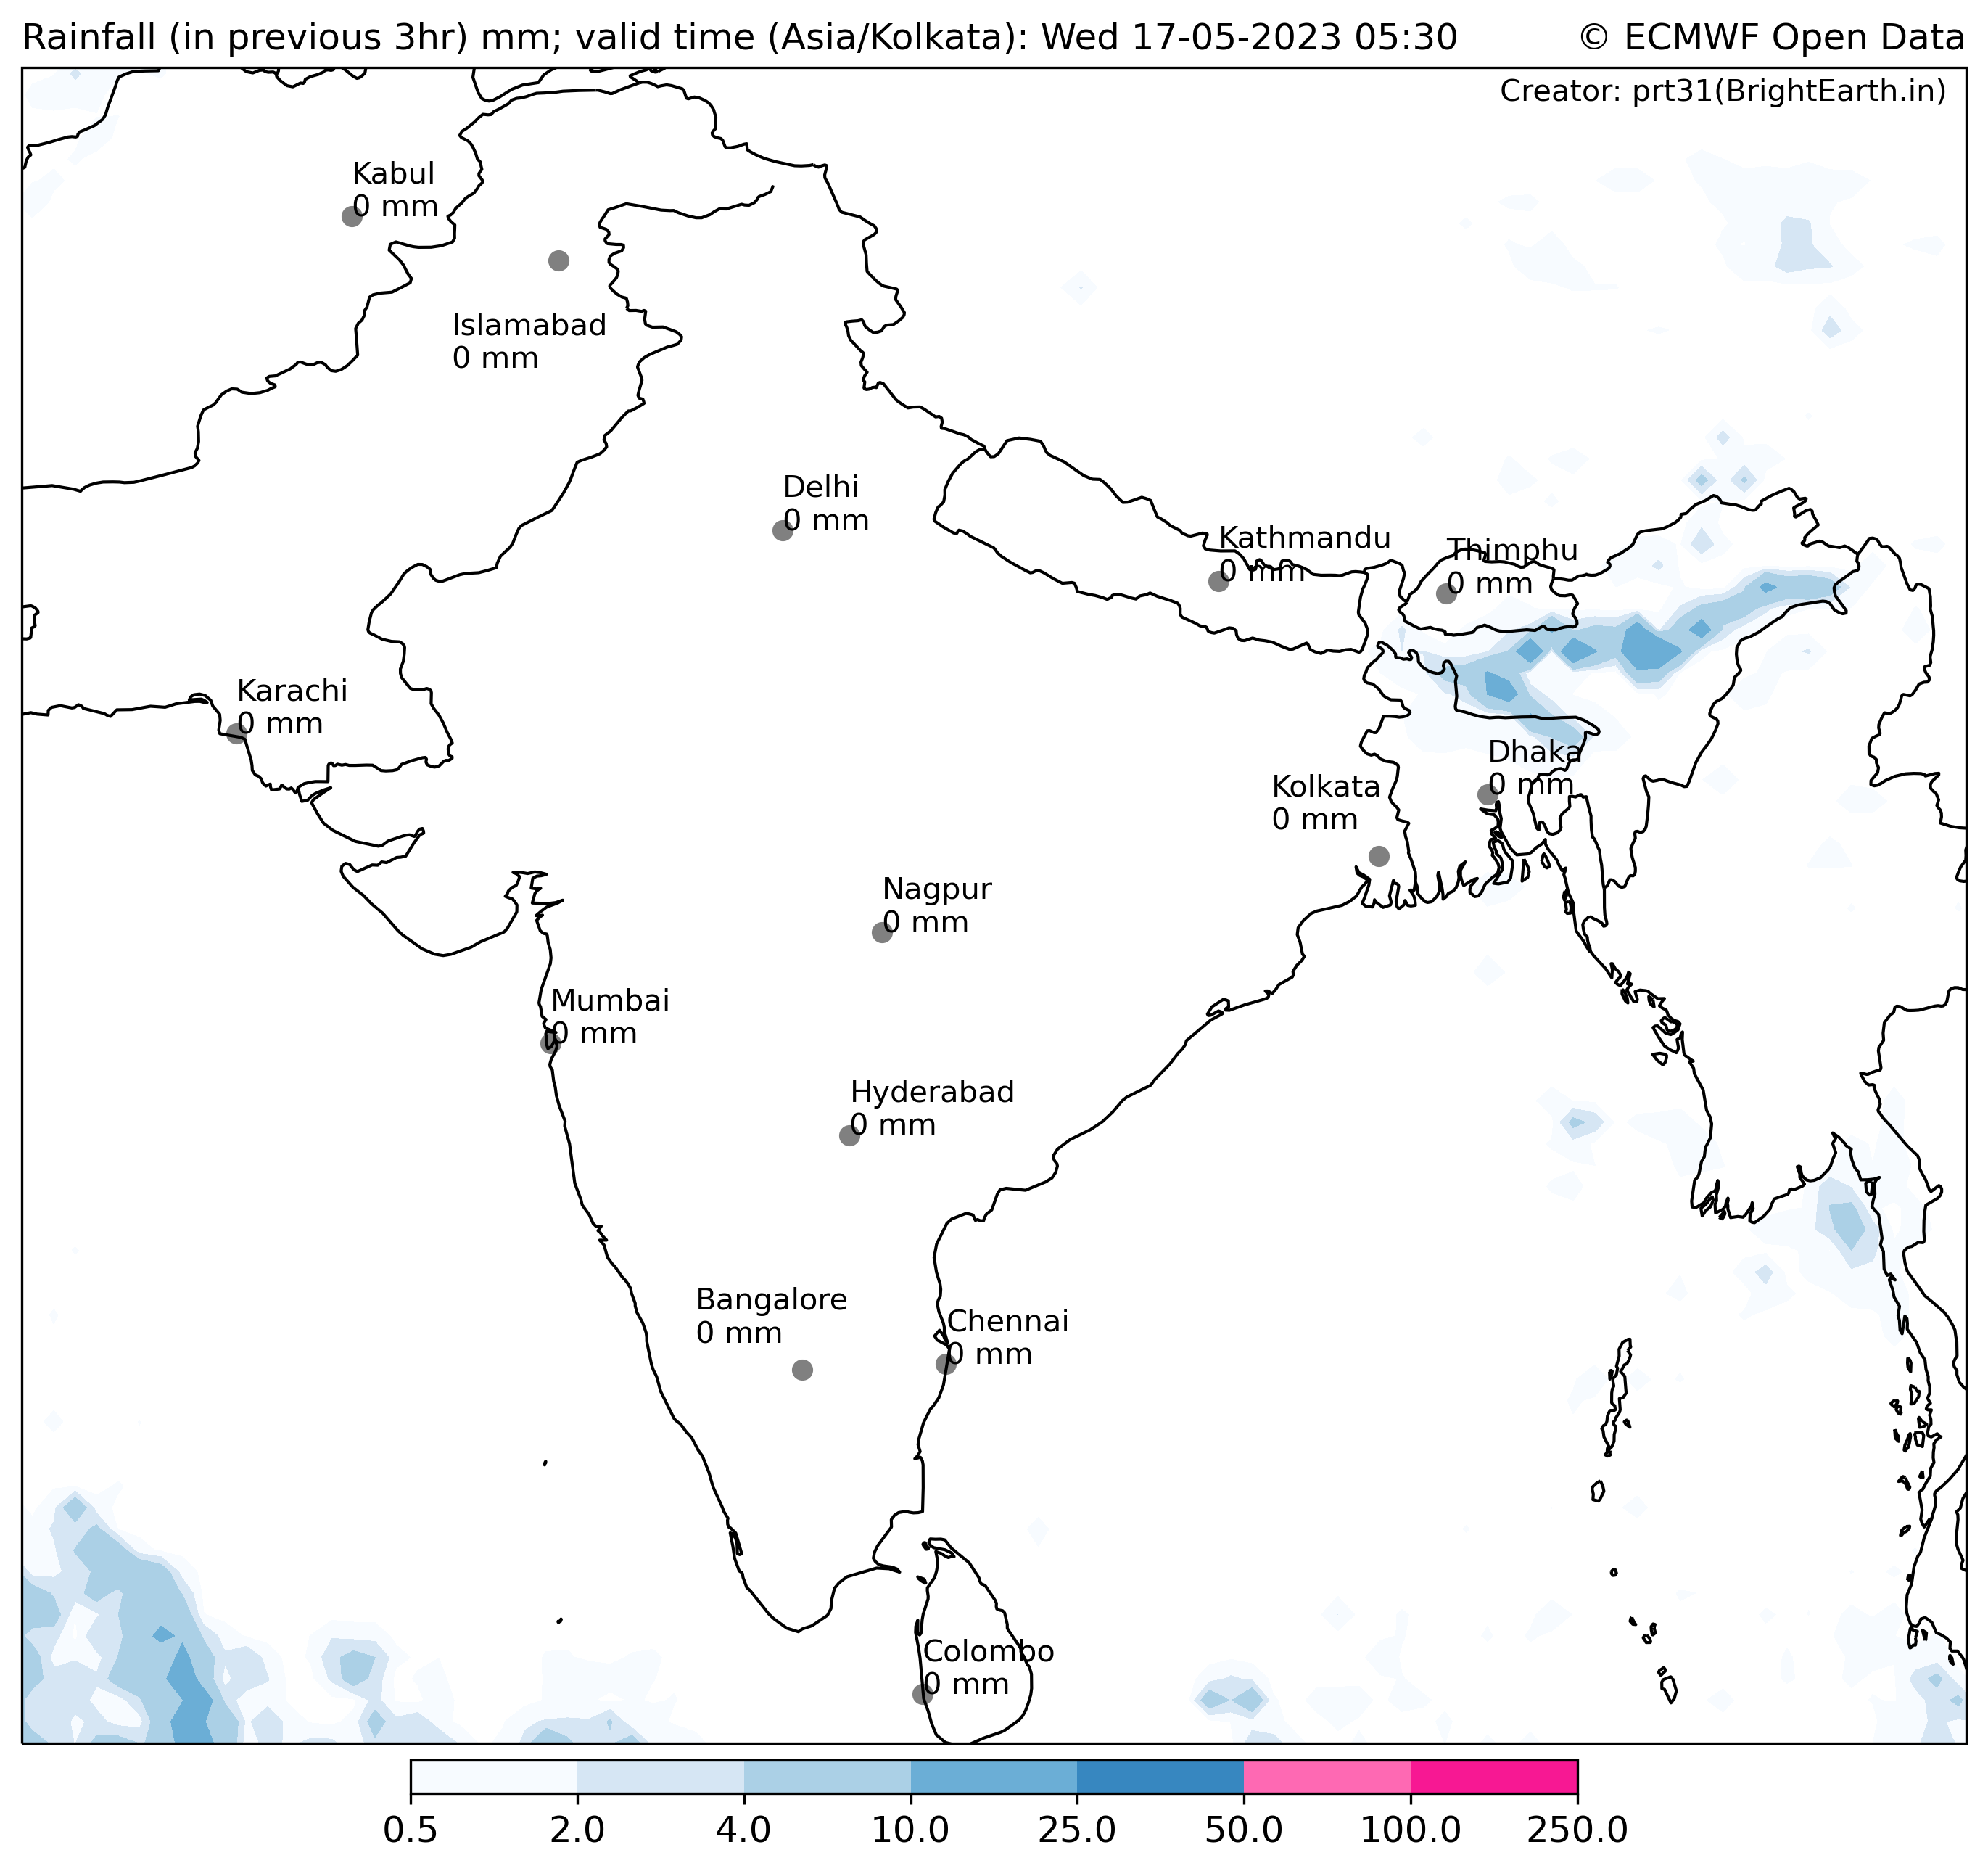 Rainfall (in previous 3hr) mm; valid time (Asia/Kolkata): Wed 17-05-2023 05:30
© ECMWF Open Data
Creator: prt31(BrightEarth.in)
Kabul
0 mm
Islamabad
0 mm
Delhi
0 mm
Kathmandu
0 mm
Thimphu
0 mm
Karachi
0 mm
Dhaka
0 mm
Kolkata
0 mm
Nagpur
0 mm
Mumbai
0 mm
Hyderabad
0 mm
Bangalore
0 mm
Chennai
0 mm
Colombo
0 mm
0.5 2.0 4.0 10.0 25.0 50.0 100.0 250.0